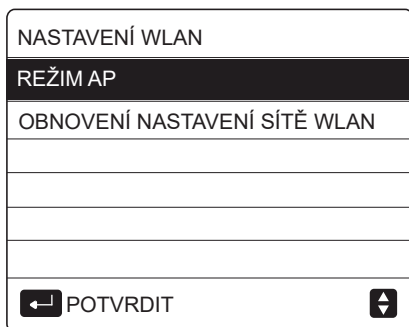 NASTAVENÍ WLAN
REŽIM AP
OBNOVENÍ NASTAVENÍ SÍTĚ WLAN
POTVRDIT